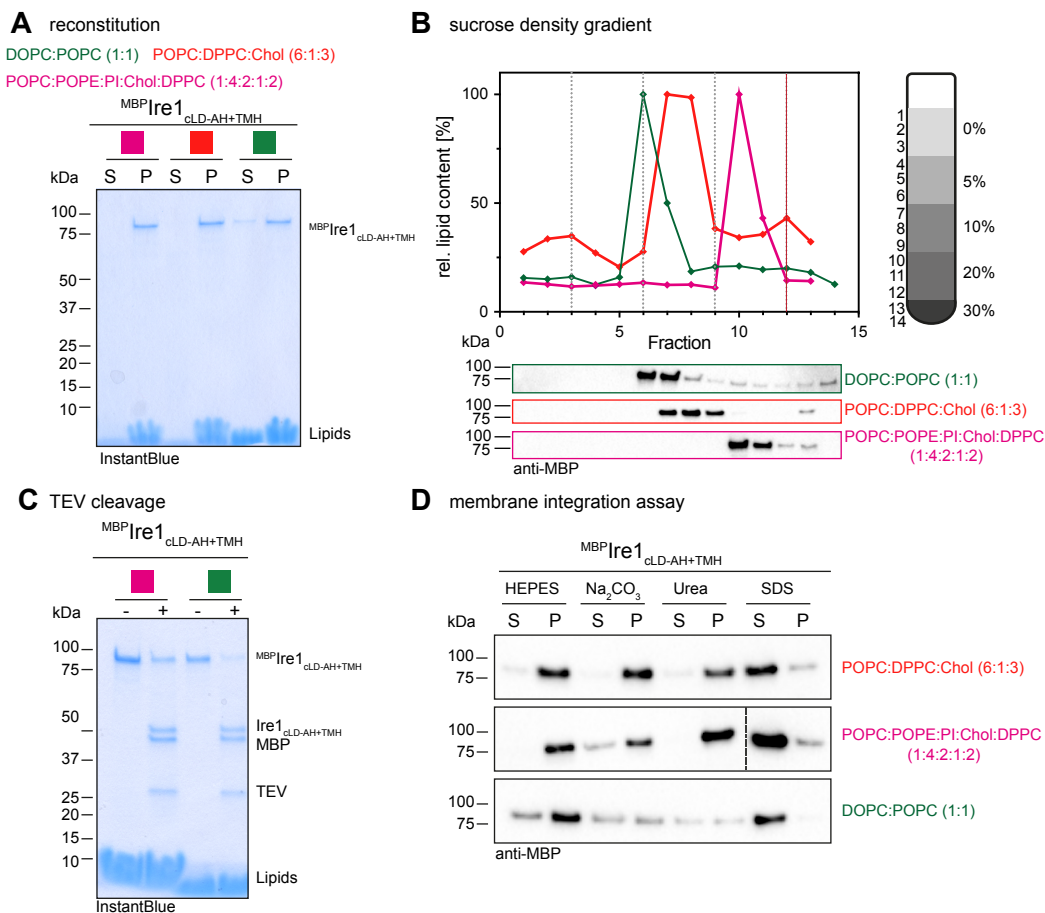 A reconstitution
DOPC:POPC (1:1) POPC:DPPC:Chol (6:1:3)
POPC:POPE:PI:Chol:DPPC (1:4:2:1:2)
MBPIre1cLD-AH+TMH
S P S P S P
kDa
100
75
50
37
25
20
15
10
MBPIre1cLD-AH+TMH
Lipids
InstantBlue
B sucrose density gradient
rel. lipid content [%]
100
50
0
0 5 10 15
Fraction
1
2
3
4
5
6
7
8
9
10
11
12
13
14
0%
5%
10%
20%
30%
kDa
100
75
DOPC:POPC (1:1)
100
75
POPC:DPPC:Chol (6:1:3)
100
75
POPC:POPE:PI:Chol:DPPC
(1:4:2:1:2)
anti-MBP
C TEV cleavage
MBPIre1cLD-AH+TMH
- + - +
kDa
100
75
50
37
25
20
15
10
MBPIre1cLD-AH+TMH
Ire1cLD-AH+TMH
MBP
TEV
Lipids
InstantBlue
D membrane integration assay
MBPIre1cLD-AH+TMH
HEPES Na2CO3 Urea SDS
kDa S P S P S P S P
100
75
POPC:DPPC:Chol (6:1:3)
100
75
POPC:POPE:PI:Chol:DPPC
(1:4:2:1:2)
100
75
DOPC:POPC (1:1)
anti-MBP